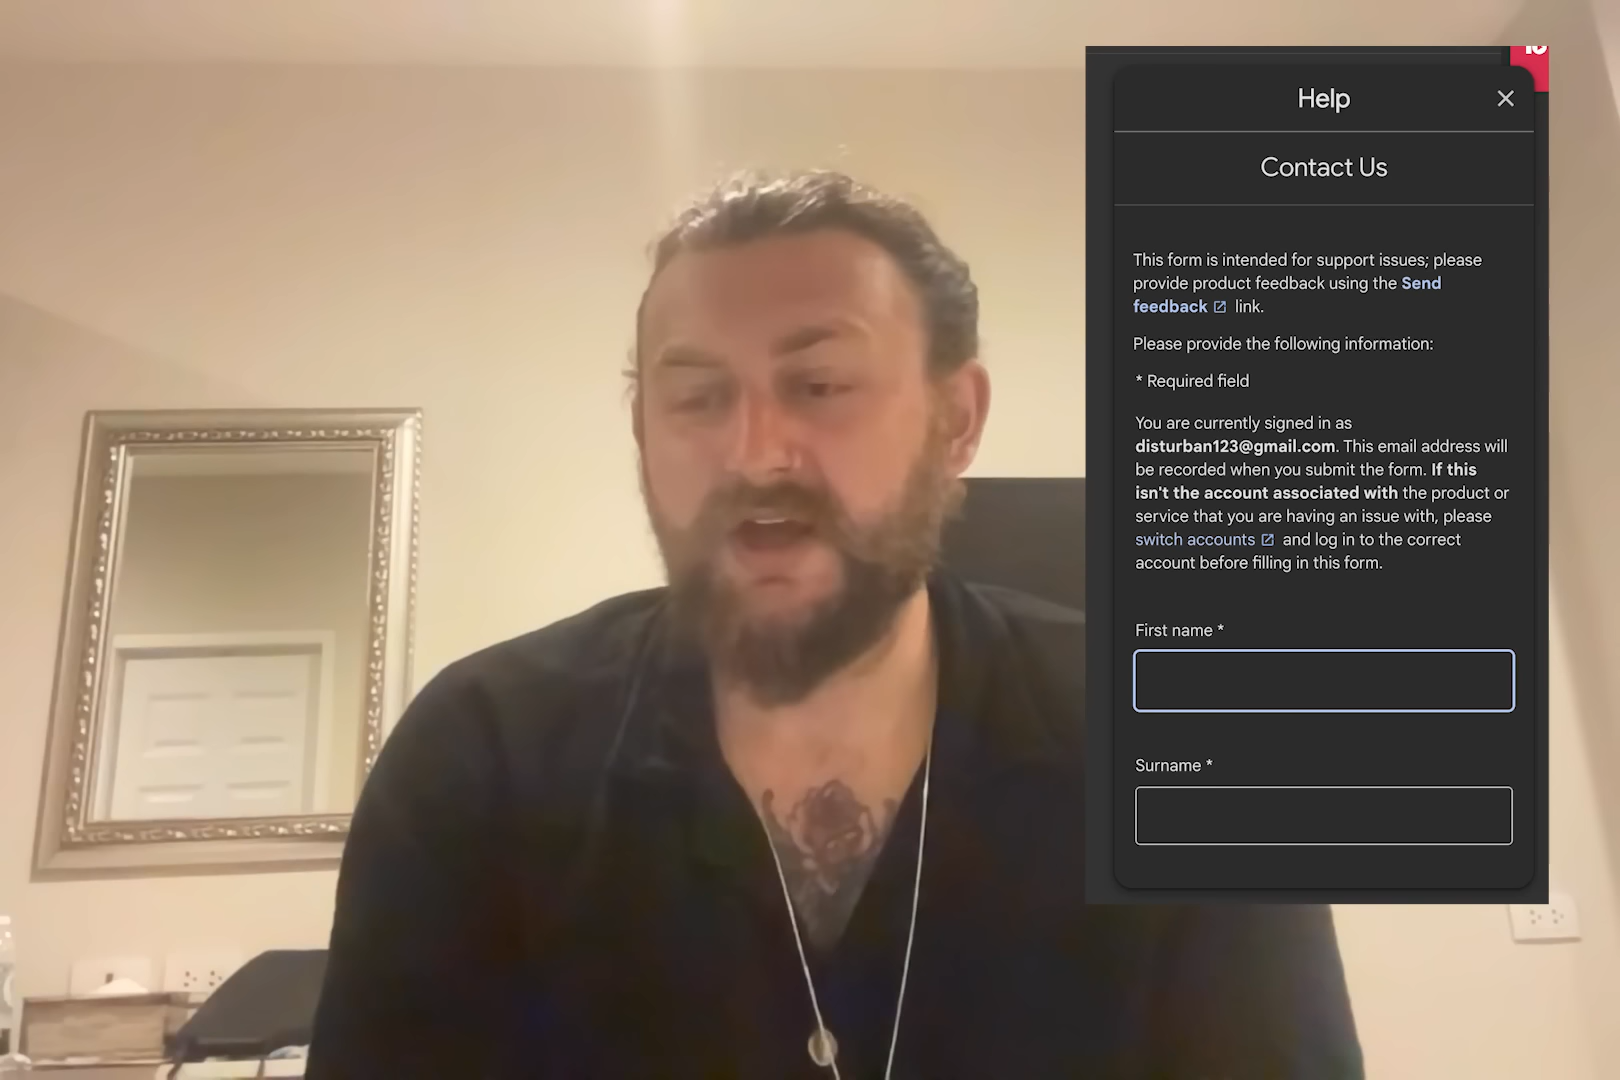 Help
Contact Us
This form is intended for support issues; please
provide product feedback using the Send
feedback link.
Please provide the following information:
* Required field
You are currently signed in as
disturban123@gmail.com. This email address will
be recorded when you submit the form. If this
isn't the account associated with the product or
service that you are having an issue with, please
switch accounts and log in to the correct
account before filling in this form.
First name *
Surname *